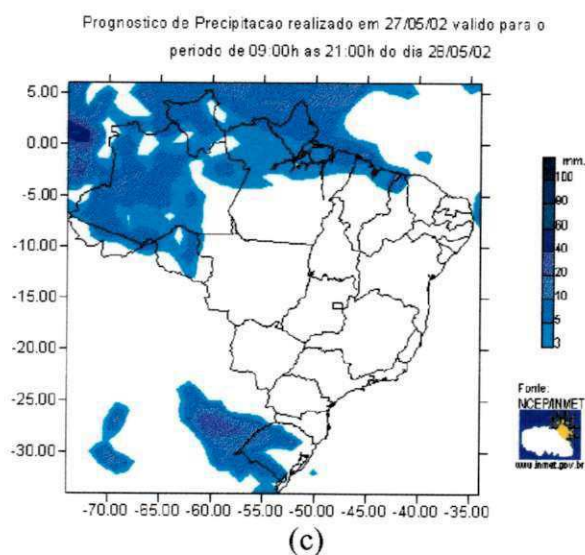 Prognostico de Precipitacao realizado em 27/05/02 valido para o
periodo de 09:00h as 21:00h do dia 28/05/02
5.00
0.00
-5.00
-10.00
-15.00
-20.00
-25.00
-30.00
-70.00 -65.00 -60.00 -55.00 -50.00 -45.00 -40.00 -35.00
mm.
100
80
60
40
20
10
5
3
Fonte:
NCEP/INMET
www.inmet.gov.br
(c)